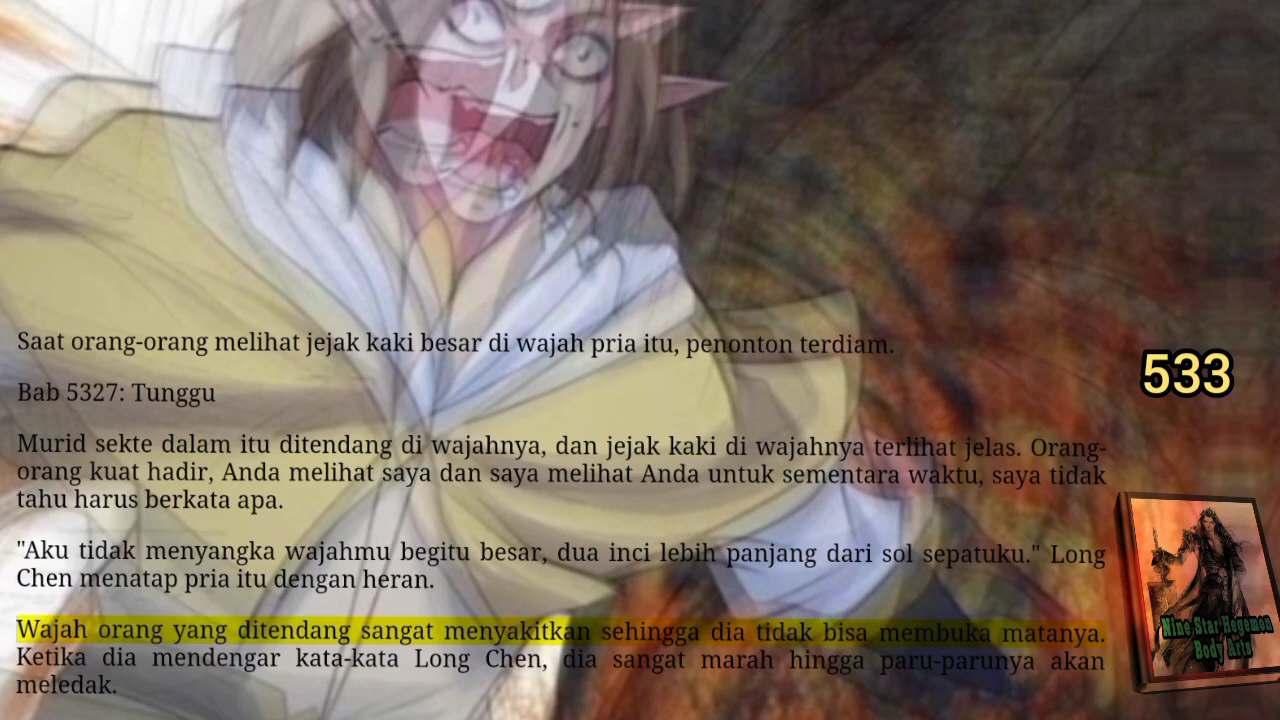 Saat orang-orang melihat jejak kaki besar di wajah pria itu, penonton terdiam.
Bab 5327: Tunggu
Murid sekte dalam itu ditendang di wajahnya, dan jejak kaki di wajahnya terlihat jelas. Orang-
orang kuat hadir, Anda melihat saya dan saya melihat Anda untuk sementara waktu, saya tidak
tahu harus berkata apa.
"Aku tidak menyangka wajahmu begitu besar, dua inci lebih panjang dari sol sepatuku." Long
Chen menatap pria itu dengan heran.
Wajah orang yang ditendang sangat menyakitkan sehingga dia tidak bisa membuka matanya.
Ketika dia mendengar kata-kata Long Chen, dia sangat marah hingga paru-parunya akan
meledak.
533
Nine Star Hegemon
Body Arts